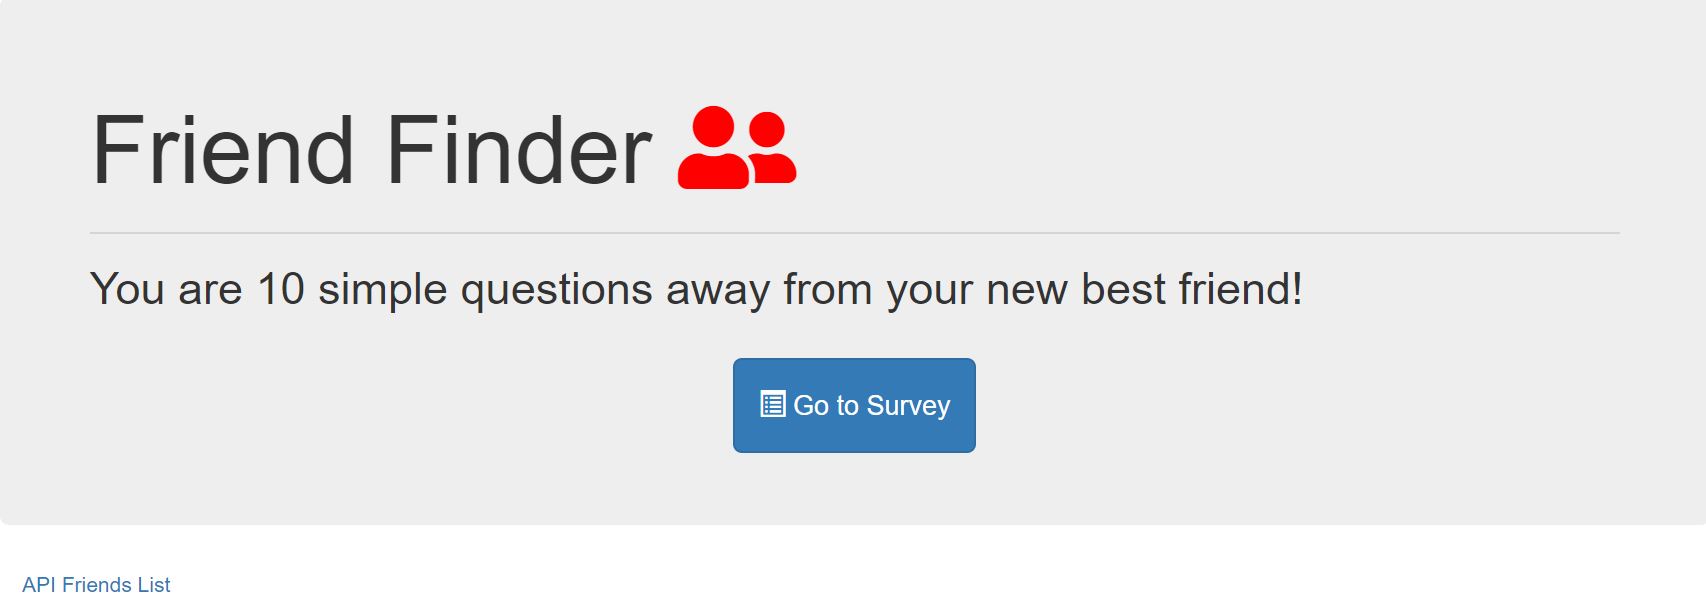 Friend Finder
You are 10 simple questions away from your new best friend!
Go to Survey
API Friends List